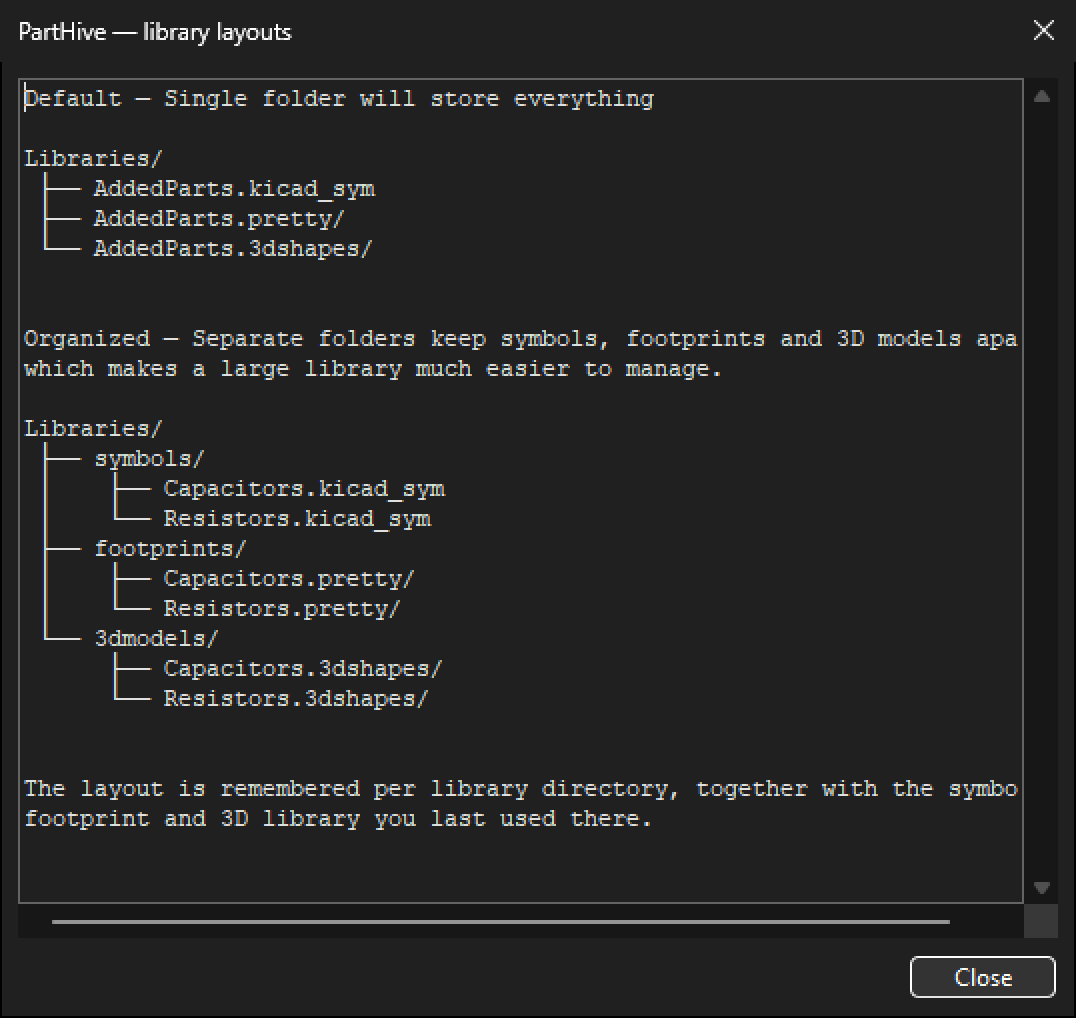 PartHive — library layouts
Default — Single folder will store everything
Libraries/
├── AddedParts.kicad_sym
├── AddedParts.pretty/
└── AddedParts.3dshapes/
Organized — Separate folders keep symbols, footprints and 3D models apa
which makes a large library much easier to manage.
Libraries/
├── symbols/
│    ├── Capacitors.kicad_sym
│    └── Resistors.kicad_sym
├── footprints/
│    ├── Capacitors.pretty/
│    └── Resistors.pretty/
└── 3dmodels/
     ├── Capacitors.3dshapes/
     └── Resistors.3dshapes/
The layout is remembered per library directory, together with the symbo
footprint and 3D library you last used there.
Close